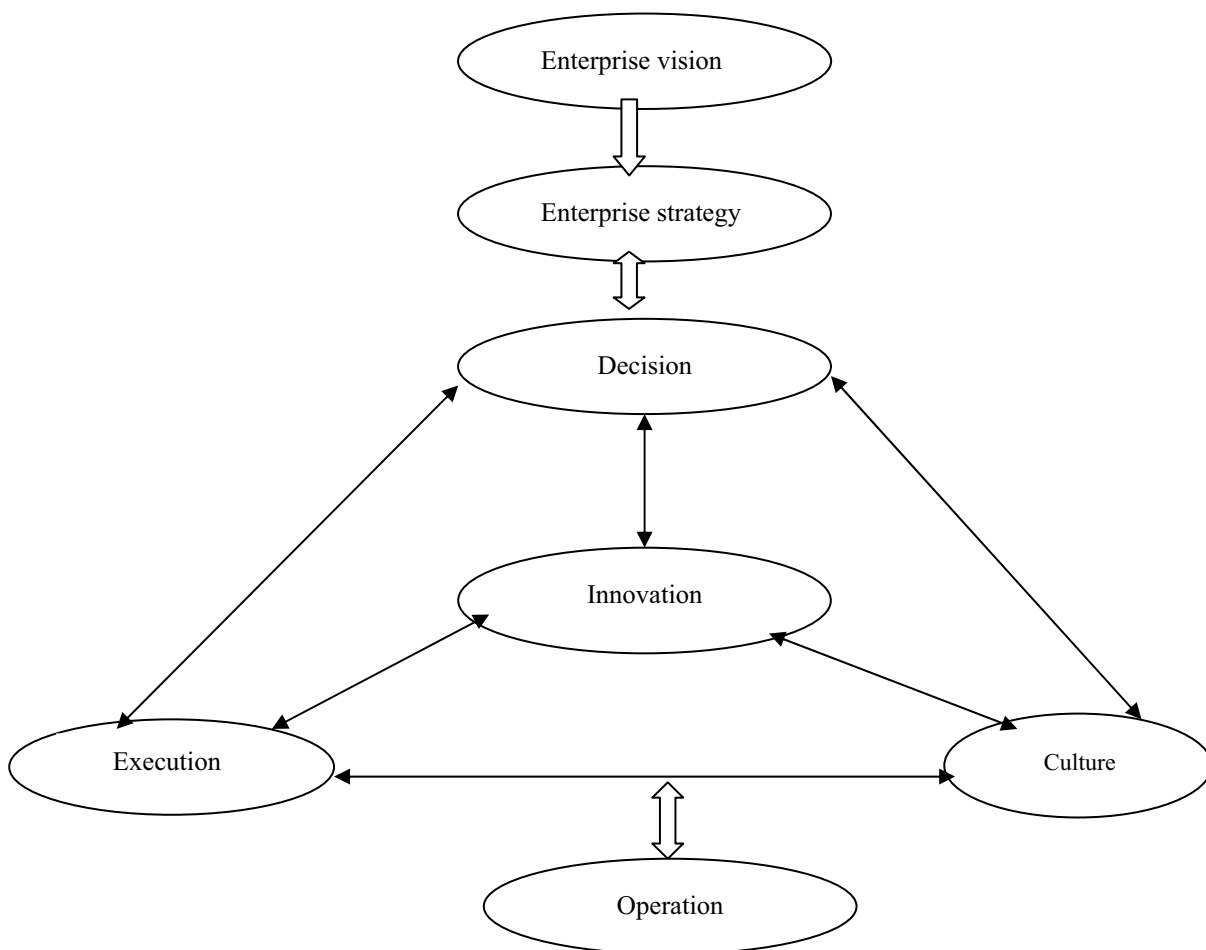 Enterprise vision
Enterprise strategy
Decision
Innovation
Execution
Culture
Operation